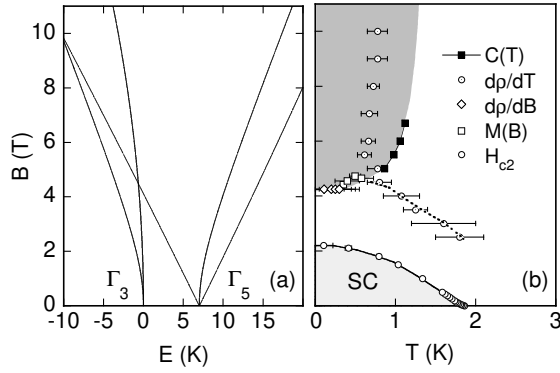 10
8
6
4
2
0
B (T)
Γ3
Γ5
(a)
-10
-5
0
5
10
15
E (K)
C(T)
dρ/dT
dρ/dB
M(B)
Hc2
SC
(b)
0
1
2
3
T (K)